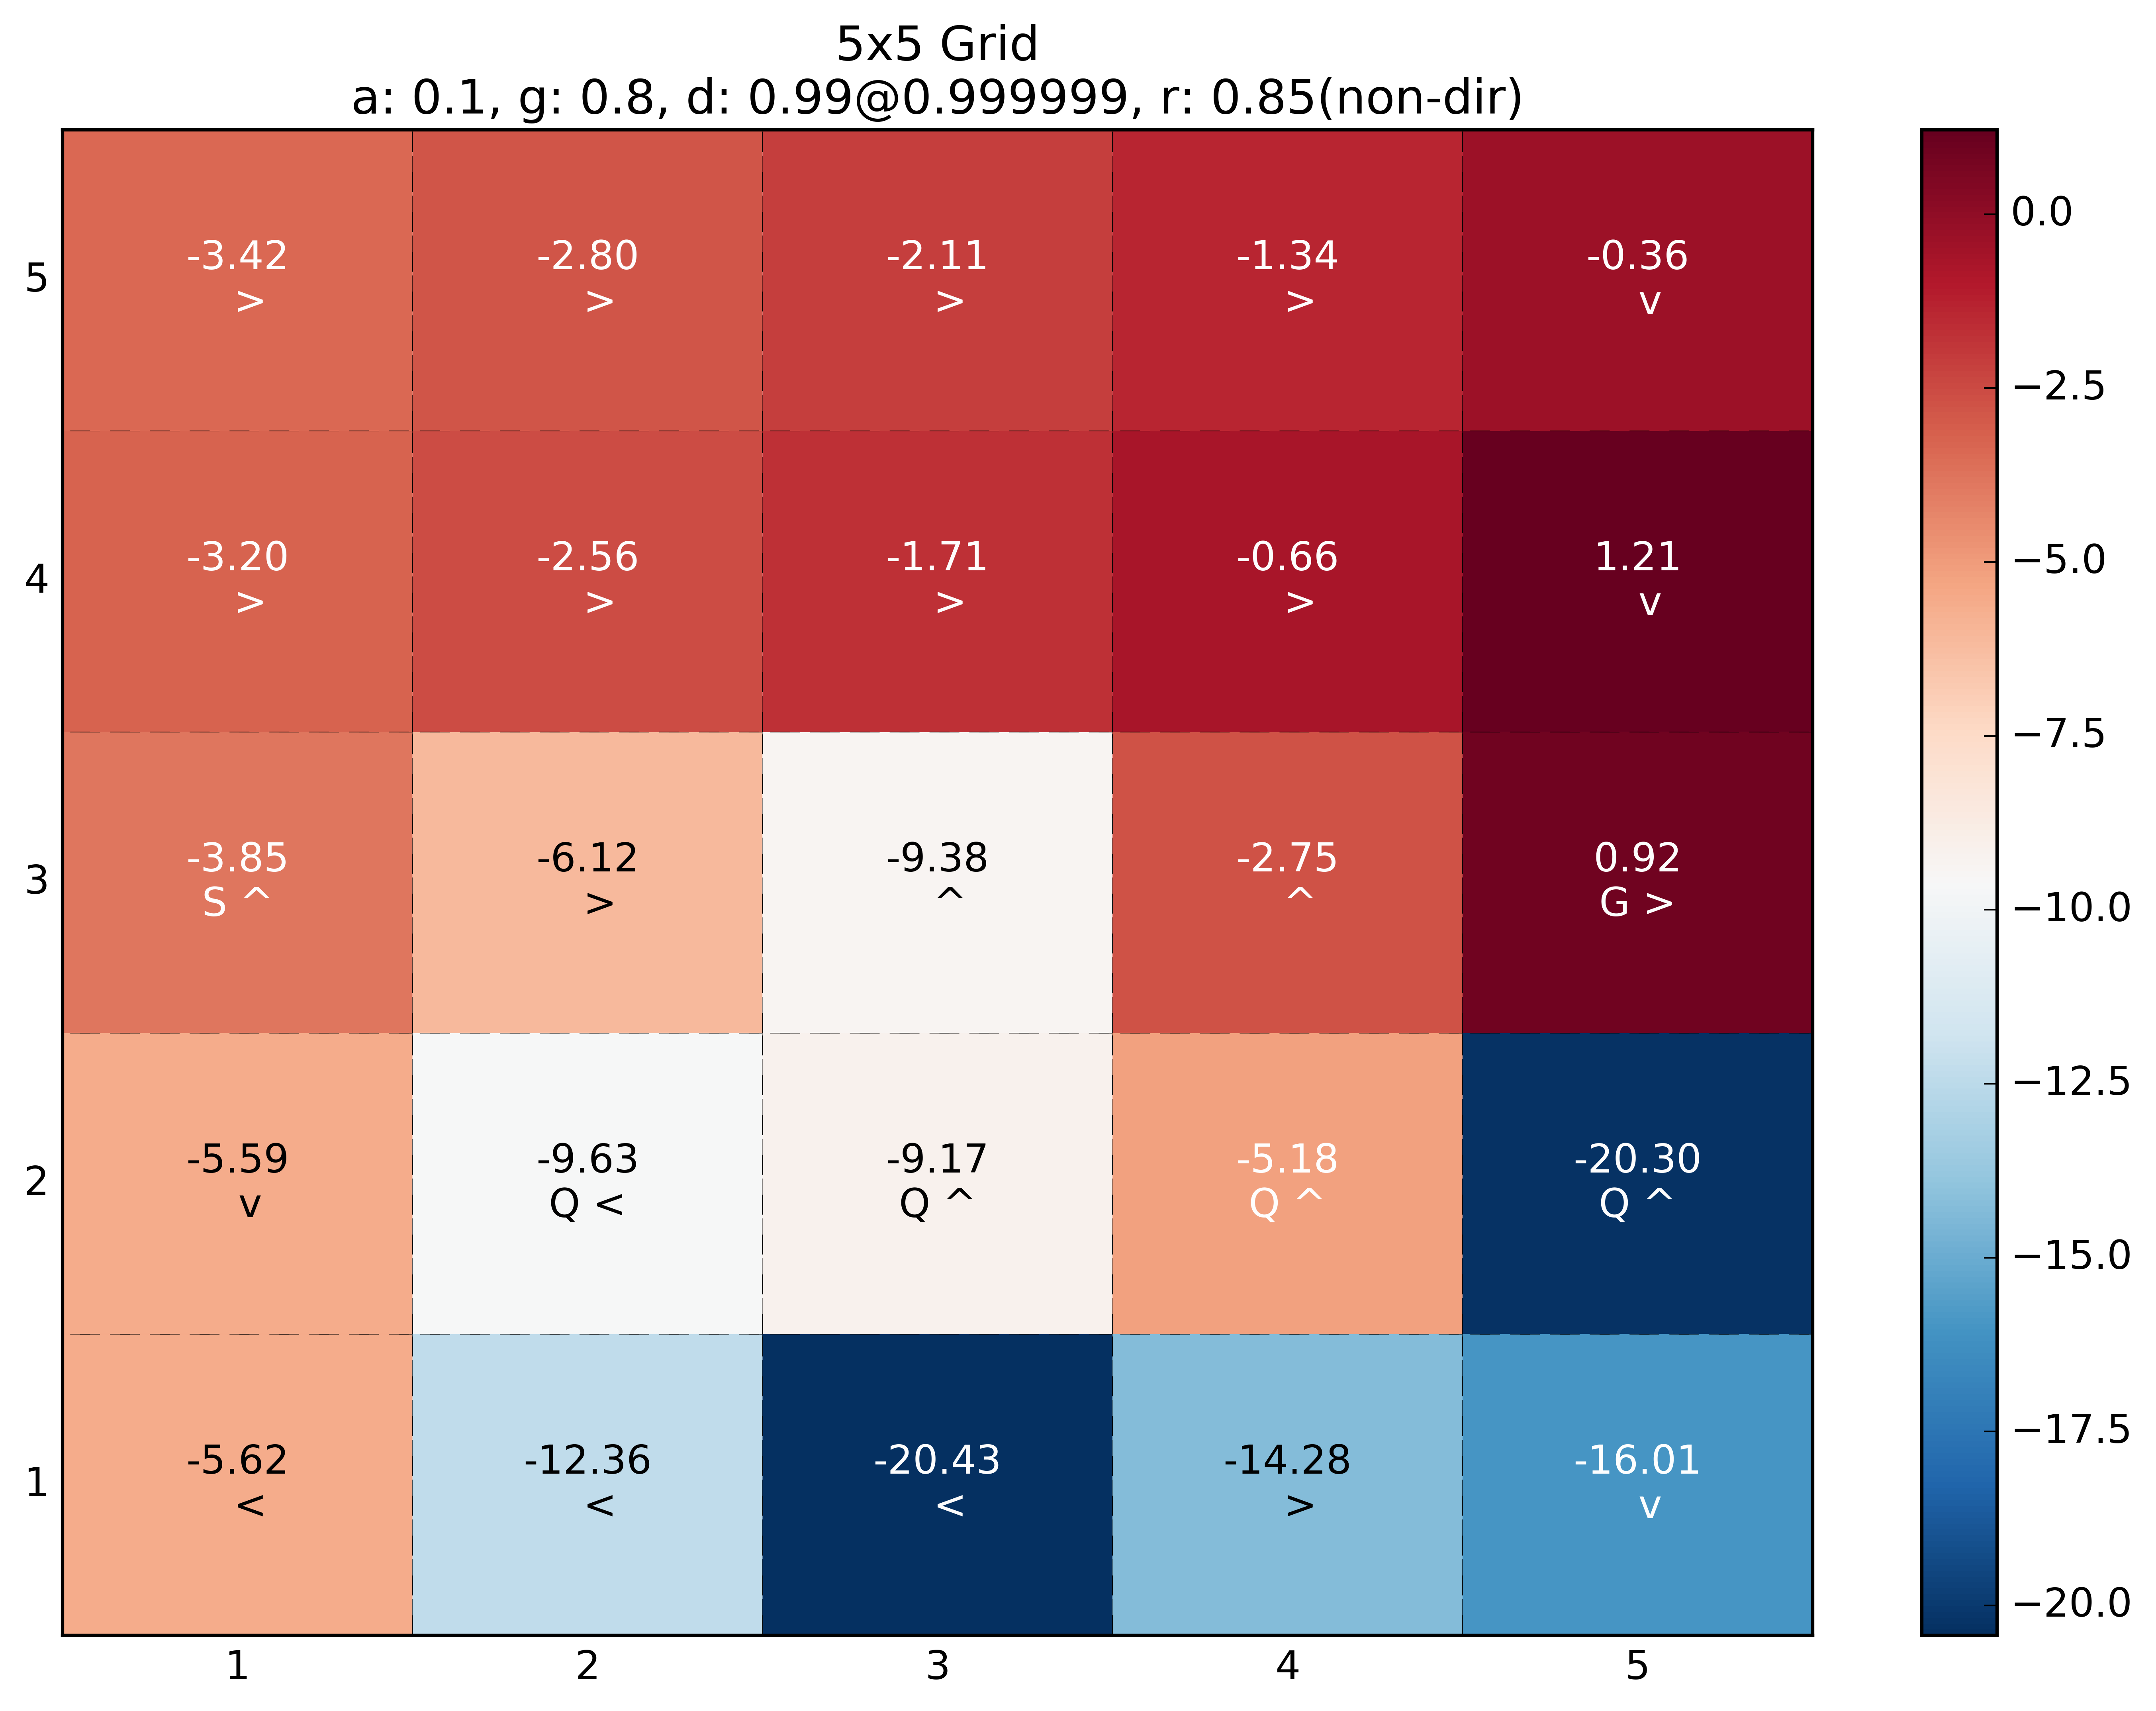 5x5 Grid
a: 0.1, g: 0.8, d: 0.99@0.999999, r: 0.85(non-dir)
5
-3.42 -2.80 -2.11 -1.34 -0.36
> > > > v
4
-3.20 -2.56 -1.71 -0.66 1.21
> > > > v
3
-3.85 -6.12 -9.38 -2.75 0.92
S ^ > ^ ^ G >
2
-5.59 -9.63 -9.17 -5.18 -20.30
v Q < Q ^ Q ^ Q ^
1
-5.62 -12.36 -20.43 -14.28 -16.01
< < < > v
1 2 3 4 5
0.0
−2.5
−5.0
−7.5
−10.0
−12.5
−15.0
−17.5
−20.0